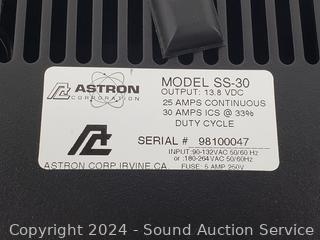 ASTRON
CORPORATION
MODEL SS-30
OUTPUT: 13.8 VDC
25 AMPS CONTINUOUS
30 AMPS ICS @ 33%
DUTY CYCLE
SERIAL # 98100047
INPUT:90-132VAC 50/60 Hz
or :180-264VAC 50/60Hz
ASTRON CORP.IRVINE CA. FUSE: 5 AMP 250V
Copyright 2024 - Sound Auction Service